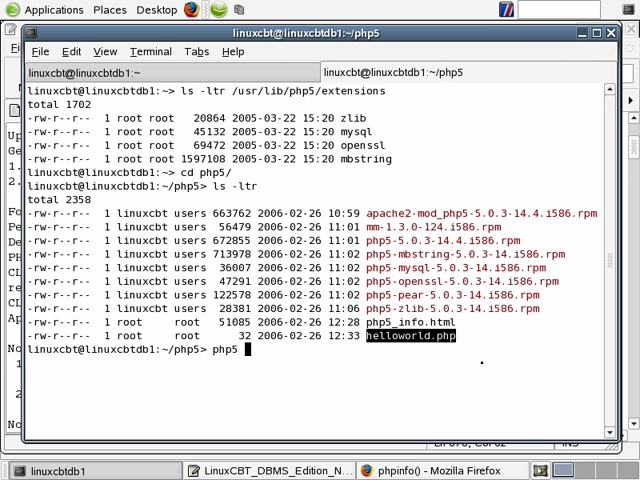 Applications Places Desktop
linuxcbt@linuxcbtdb1:~/php5
File Edit View Terminal Tabs Help
linuxcbt@linuxcbtdb1:~
linuxcbt@linuxcbtdb1:~/php5
linuxcbt@linuxcbtdb1:~> ls -ltr /usr/lib/php5/extensions
total 1702
-rw-r--r-- 1 root root 20864 2005-03-22 15:20 zlib
-rw-r--r-- 1 root root 45132 2005-03-22 15:20 mysql
-rw-r--r-- 1 root root 69472 2005-03-22 15:20 openssl
-rw-r--r-- 1 root root 1597108 2005-03-22 15:20 mbstring
linuxcbt@linuxcbtdb1:~> cd php5/
linuxcbt@linuxcbtdb1:~/php5> ls -ltr
total 2358
-rw-r--r-- 1 linuxcbt users 663762 2006-02-26 10:59 apache2-mod_php5-5.0.3-14.4.i586.rpm
-rw-r--r-- 1 linuxcbt users 56479 2006-02-26 11:01 mm-1.3.0-124.i586.rpm
-rw-r--r-- 1 linuxcbt users 672855 2006-02-26 11:01 php5-5.0.3-14.4.i586.rpm
-rw-r--r-- 1 linuxcbt users 713978 2006-02-26 11:02 php5-mbstring-5.0.3-14.i586.rpm
-rw-r--r-- 1 linuxcbt users 36007 2006-02-26 11:02 php5-mysql-5.0.3-14.i586.rpm
-rw-r--r-- 1 linuxcbt users 47291 2006-02-26 11:02 php5-openssl-5.0.3-14.i586.rpm
-rw-r--r-- 1 linuxcbt users 122578 2006-02-26 11:02 php5-pear-5.0.3-14.i586.rpm
-rw-r--r-- 1 linuxcbt users 28381 2006-02-26 11:06 php5-zlib-5.0.3-14.i586.rpm
-rw-r--r-- 1 root root 51085 2006-02-26 12:28 php5_info.html
-rw-r--r-- 1 root root 32 2006-02-26 12:33 helloworld.php
linuxcbt@linuxcbtdb1:~/php5> php5
linuxcbtdb1
LinuxCBT_DBMS_Edition_N...
phpinfo() - Mozilla Firefox